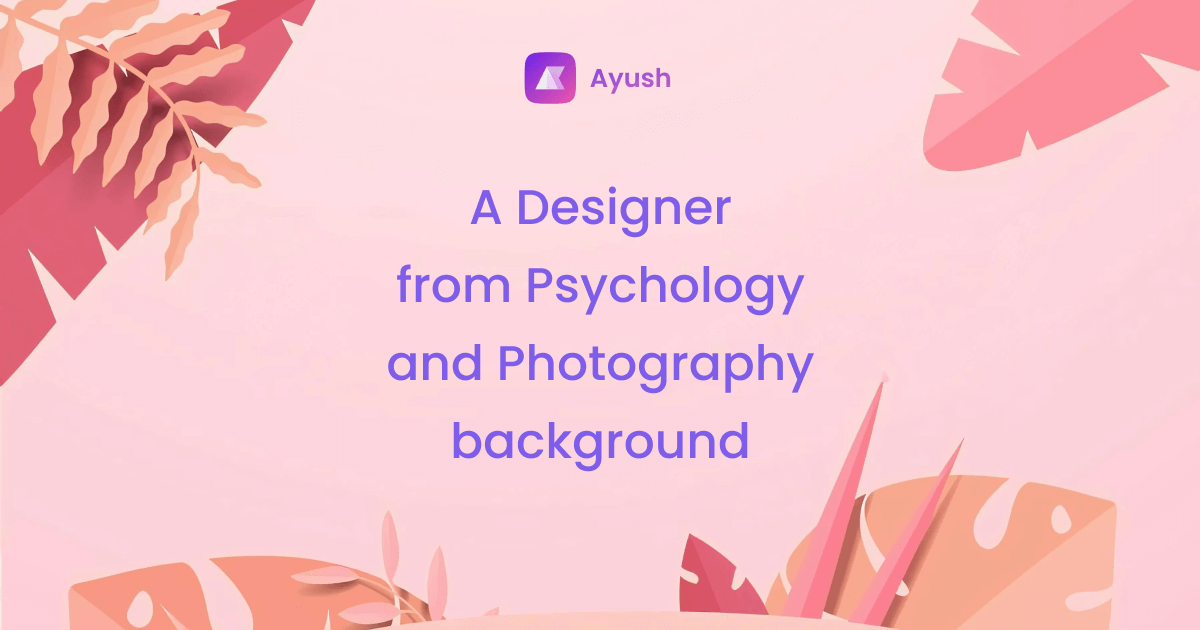 Ayush
A Designer
from Psychology
and Photography
background